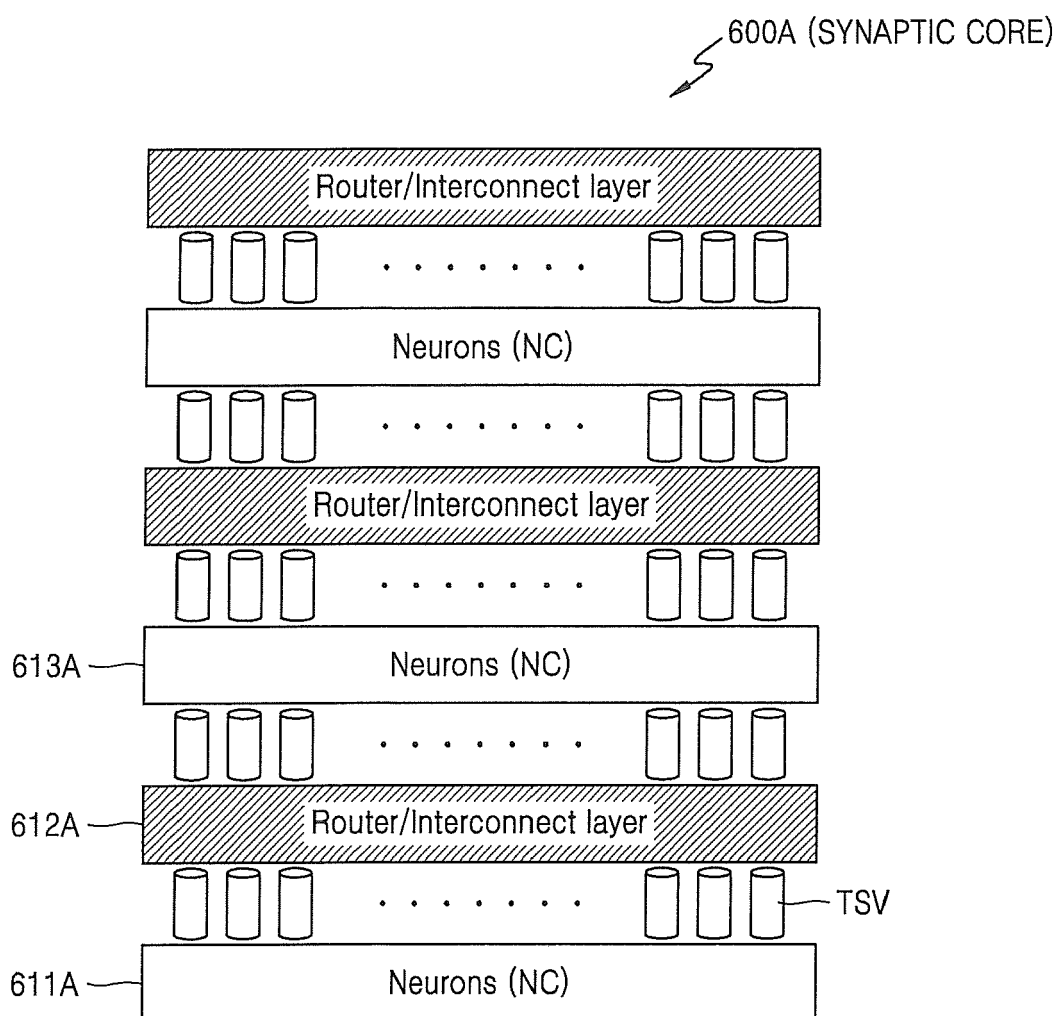 600A (SYNAPTIC CORE)
Router/Interconnect layer
Neurons (NC)
Router/Interconnect layer
613A
Neurons (NC)
612A
Router/Interconnect layer
TSV
611A
Neurons (NC)